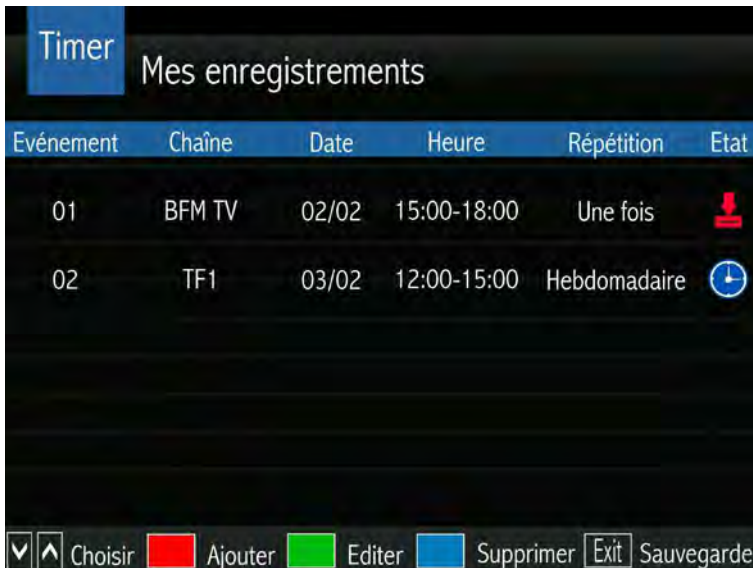 Timer
Mes enregistrements
Evénement Chaîne Date Heure Répétition Etat
01 BFM TV 02/02 15:00-18:00 Une fois
02 TF1 03/02 12:00-15:00 Hebdomadaire
Choisir Ajouter Editer Supprimer Exit Sauvegarde